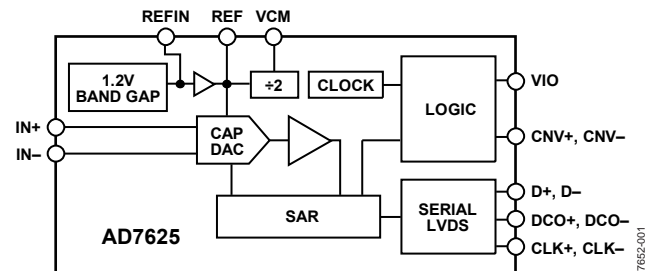 REFIN REF VCM
1.2V
BAND GAP
÷2
CLOCK
LOGIC
VIO
CNV+, CNV–
IN+
IN–
CAP
DAC
SAR
SERIAL
LVDS
D+, D–
DCO+, DCO–
CLK+, CLK–
AD7625
7652-001